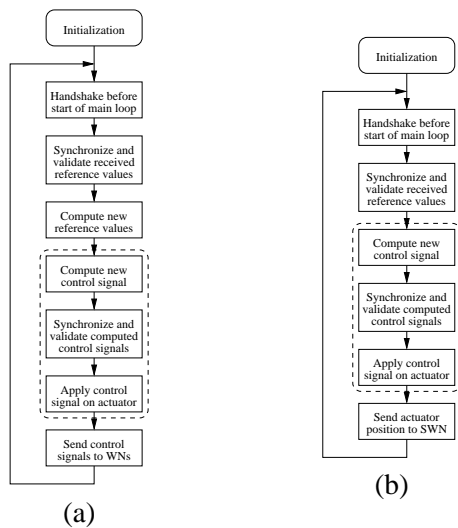 Initialization
Handshake before
start of main loop
Synchronize and
validate received
reference values
Compute new
reference values
Compute new
control signal
Synchronize and
validate computed
control signals
Apply control
signal on actuator
Send control
signals to WNs
(a)
Initialization
Handshake before
start of main loop
Synchronize and
validate received
reference values
Compute new
control signal
Synchronize and
validate computed
control signals
Apply control
signal on actuator
Send actuator
position to SWN
(b)